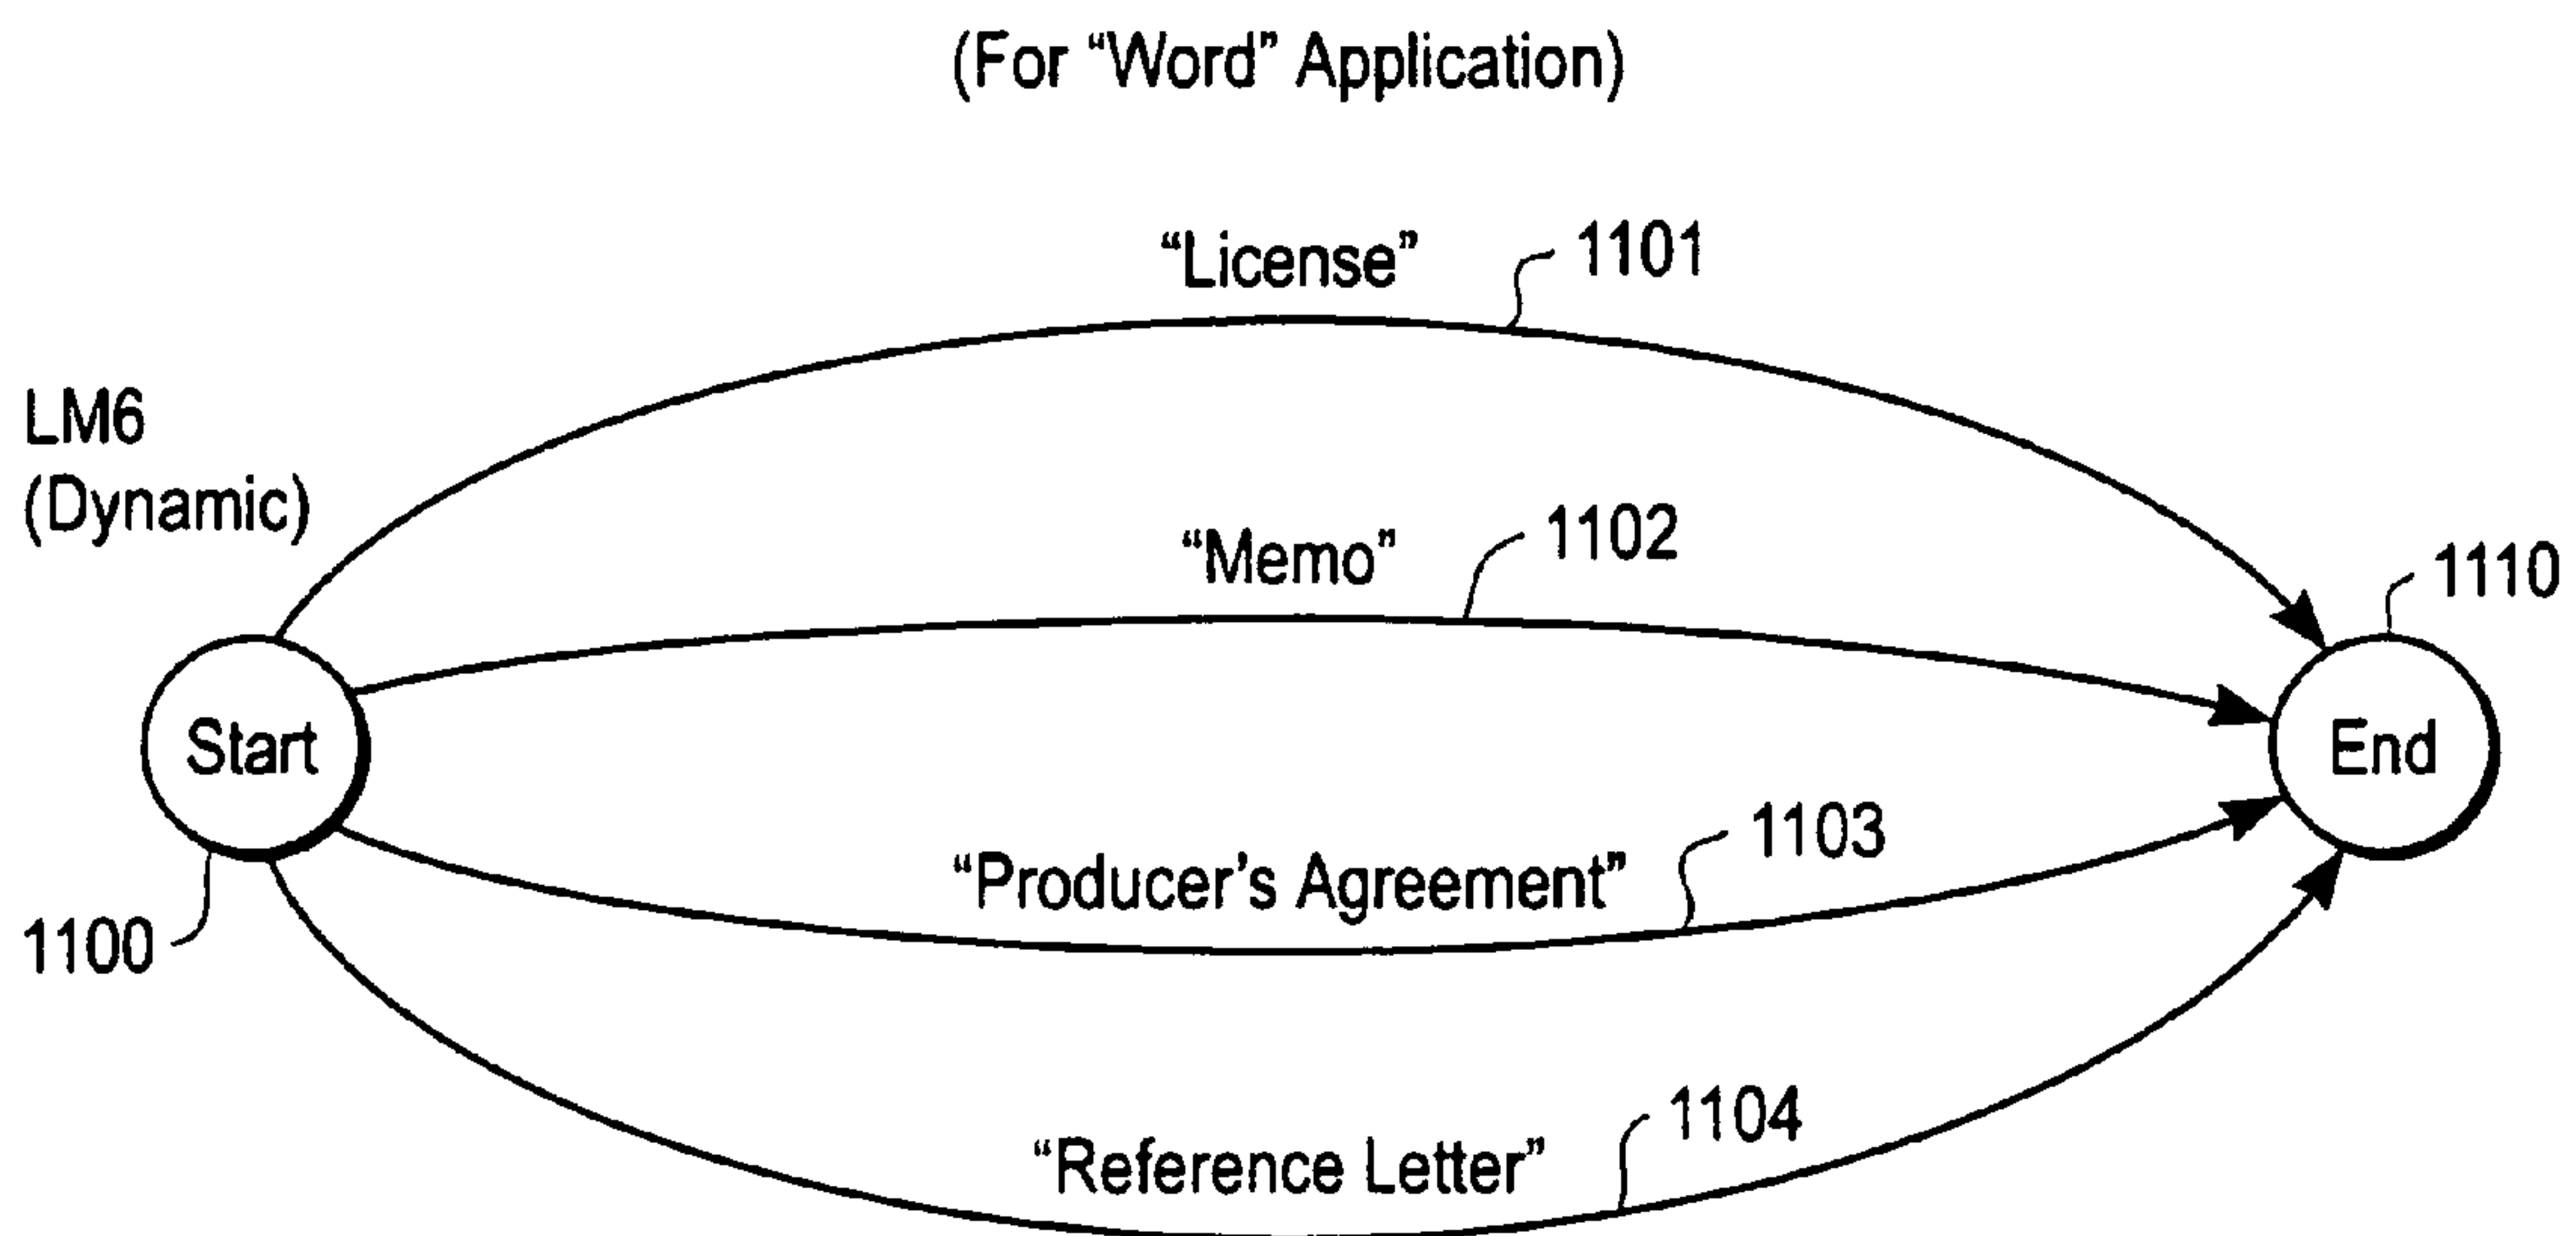 (For “Word” Application)
“License”
1101
LM6
(Dynamic)
“Memo”
1102
1110
Start
End
“Producer’s Agreement”
1103
1100
“Reference Letter”
1104